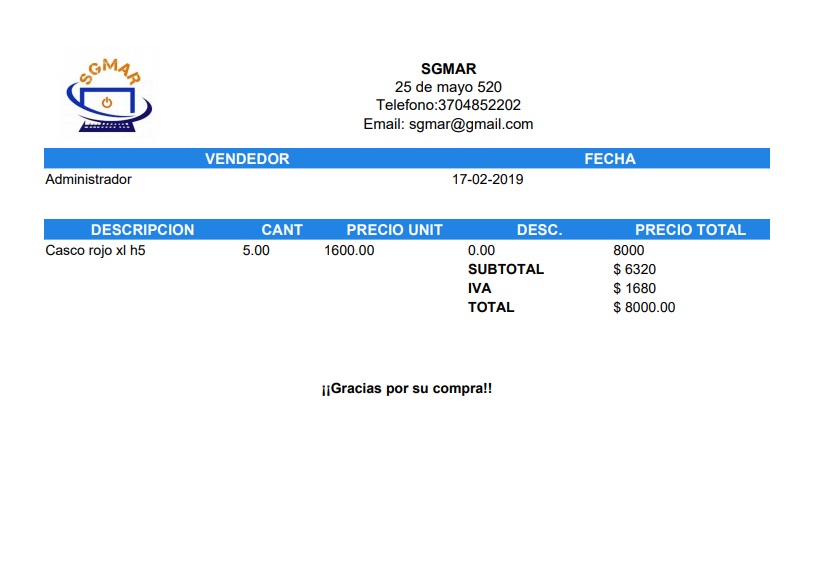 SGMAR
SGMAR
25 de mayo 520
Telefono:3704852202
Email: sgmar@gmail.com
VENDEDOR FECHA
Administrador 17-02-2019
DESCRIPCION CANT PRECIO UNIT DESC. PRECIO TOTAL
Casco rojo xl h5 5.00 1600.00 0.00 8000
SUBTOTAL $ 6320
IVA $ 1680
TOTAL $ 8000.00
¡¡Gracias por su compra!!